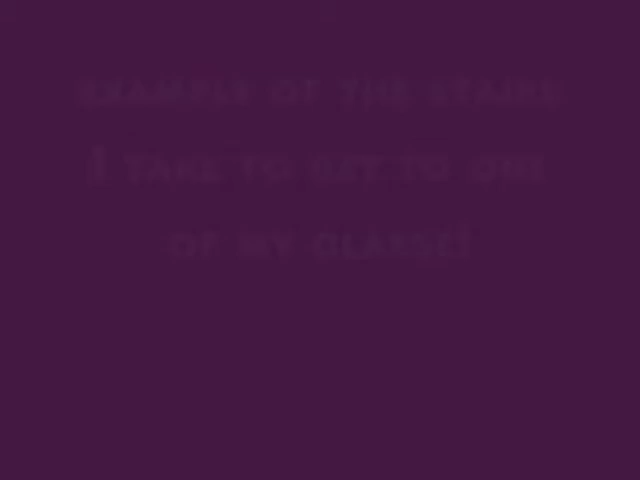 EXAMPLE OF THE STAIRS
I TAKE TO GET TO ONE
OF MY CLASSES